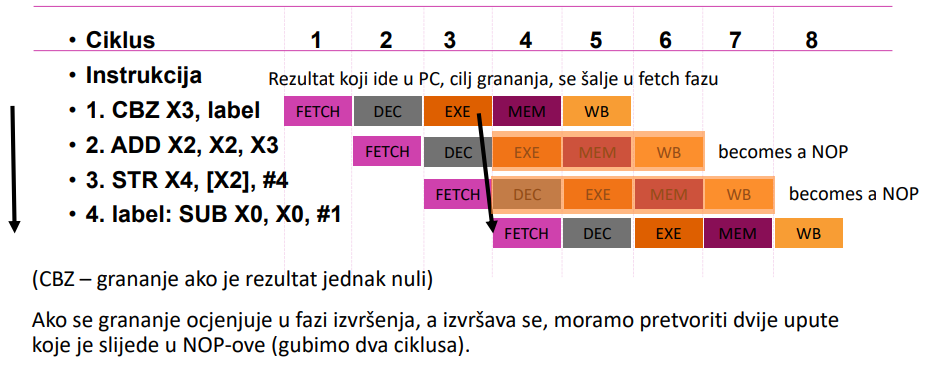 • Ciklus 1 2 3 4 5 6 7 8
• Instrukcija Rezultat koji ide u PC, cilj grananja, se šalje u fetch fazu
• 1. CBZ X3, label FETCH DEC EXE MEM WB
• 2. ADD X2, X2, X3 FETCH DEC EXE MEM WB becomes a NOP
• 3. STR X4, [X2], #4 FETCH DEC EXE MEM WB becomes a NOP
• 4. label: SUB X0, X0, #1 FETCH DEC EXE MEM WB
(CBZ – grananje ako je rezultat jednak nuli)
Ako se grananje ocjenjuje u fazi izvršenja, a izvršava se, moramo pretvoriti dvije upute
koje je slijede u NOP-ove (gubimo dva ciklusa).